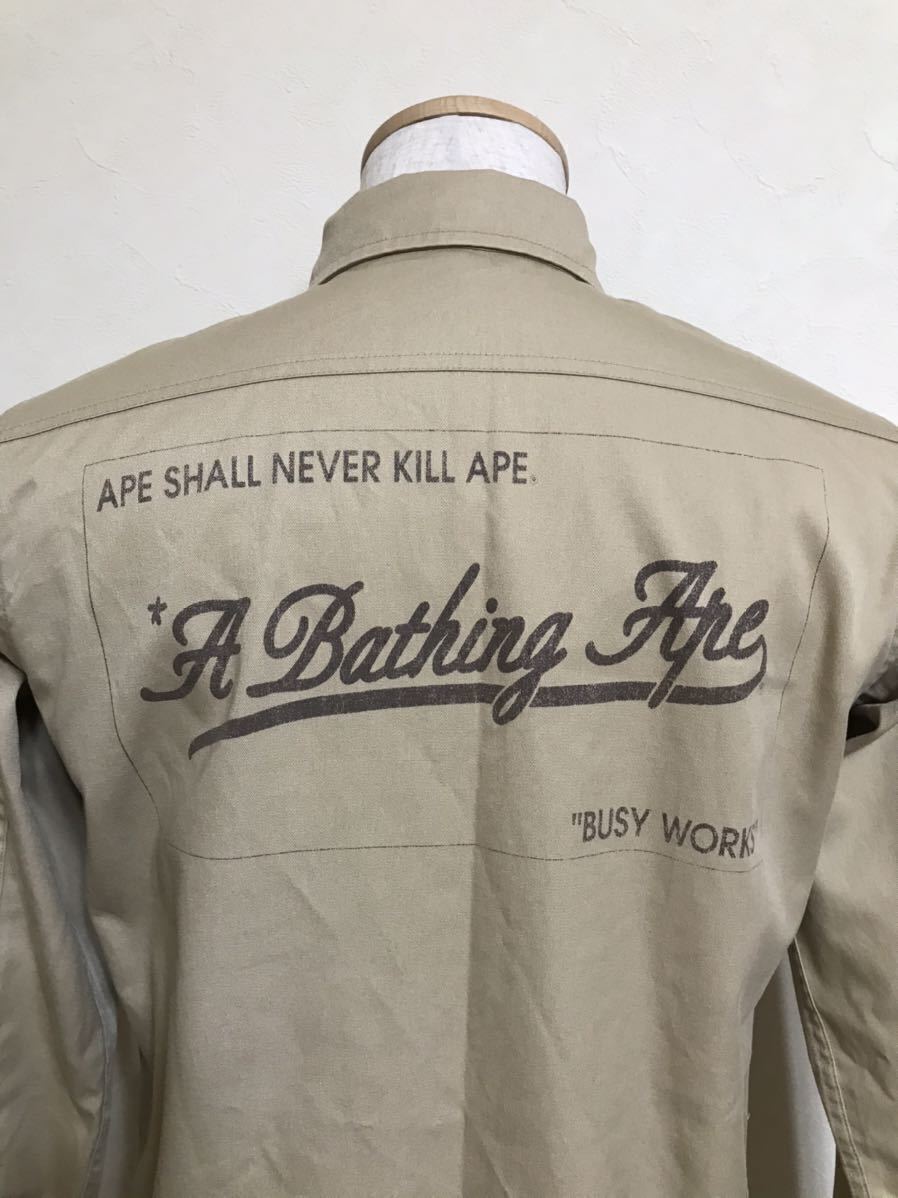 APE SHALL NEVER KILL APE.
*A Bathing Ape
"BUSY WORKS"